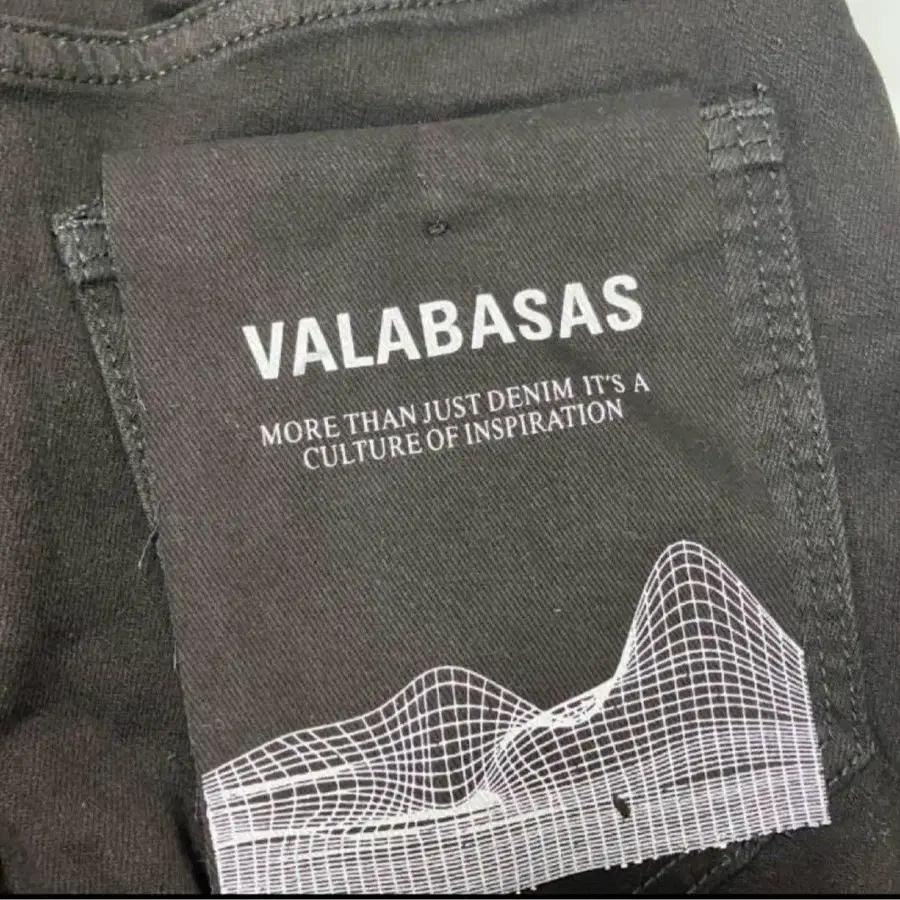 VALABASAS
MORE THAN JUST DENIM IT'S A
CULTURE OF INSPIRATION